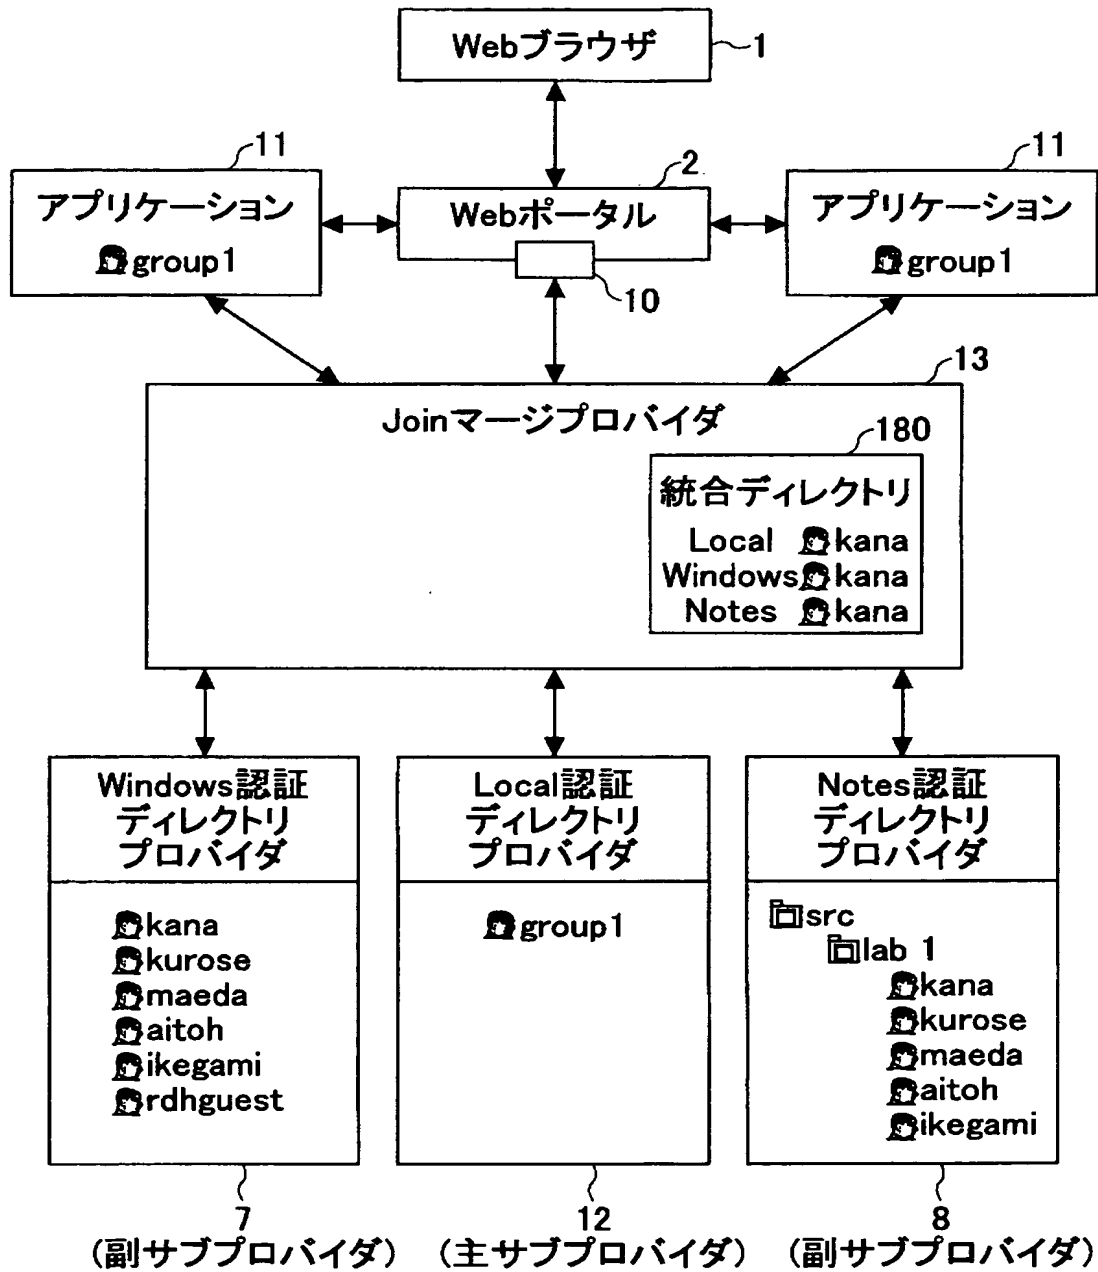 Webブラウザ
1
11
2
11
アプリケーション
group1
Webポータル
10
アプリケーション
group1
13
Joinマージプロバイダ
180
統合ディレクトリ
Local kana
Windows kana
Notes kana
Windows認証
ディレクトリ
プロバイダ
kana
kurose
maeda
aitoh
ikegami
rdhguest
7
(副サブプロバイダ)
Local認証
ディレクトリ
プロバイダ
group1
12
(主サブプロバイダ)
Notes認証
ディレクトリ
プロバイダ
src
lab 1
kana
kurose
maeda
aitoh
ikegami
8
(副サブプロバイダ)